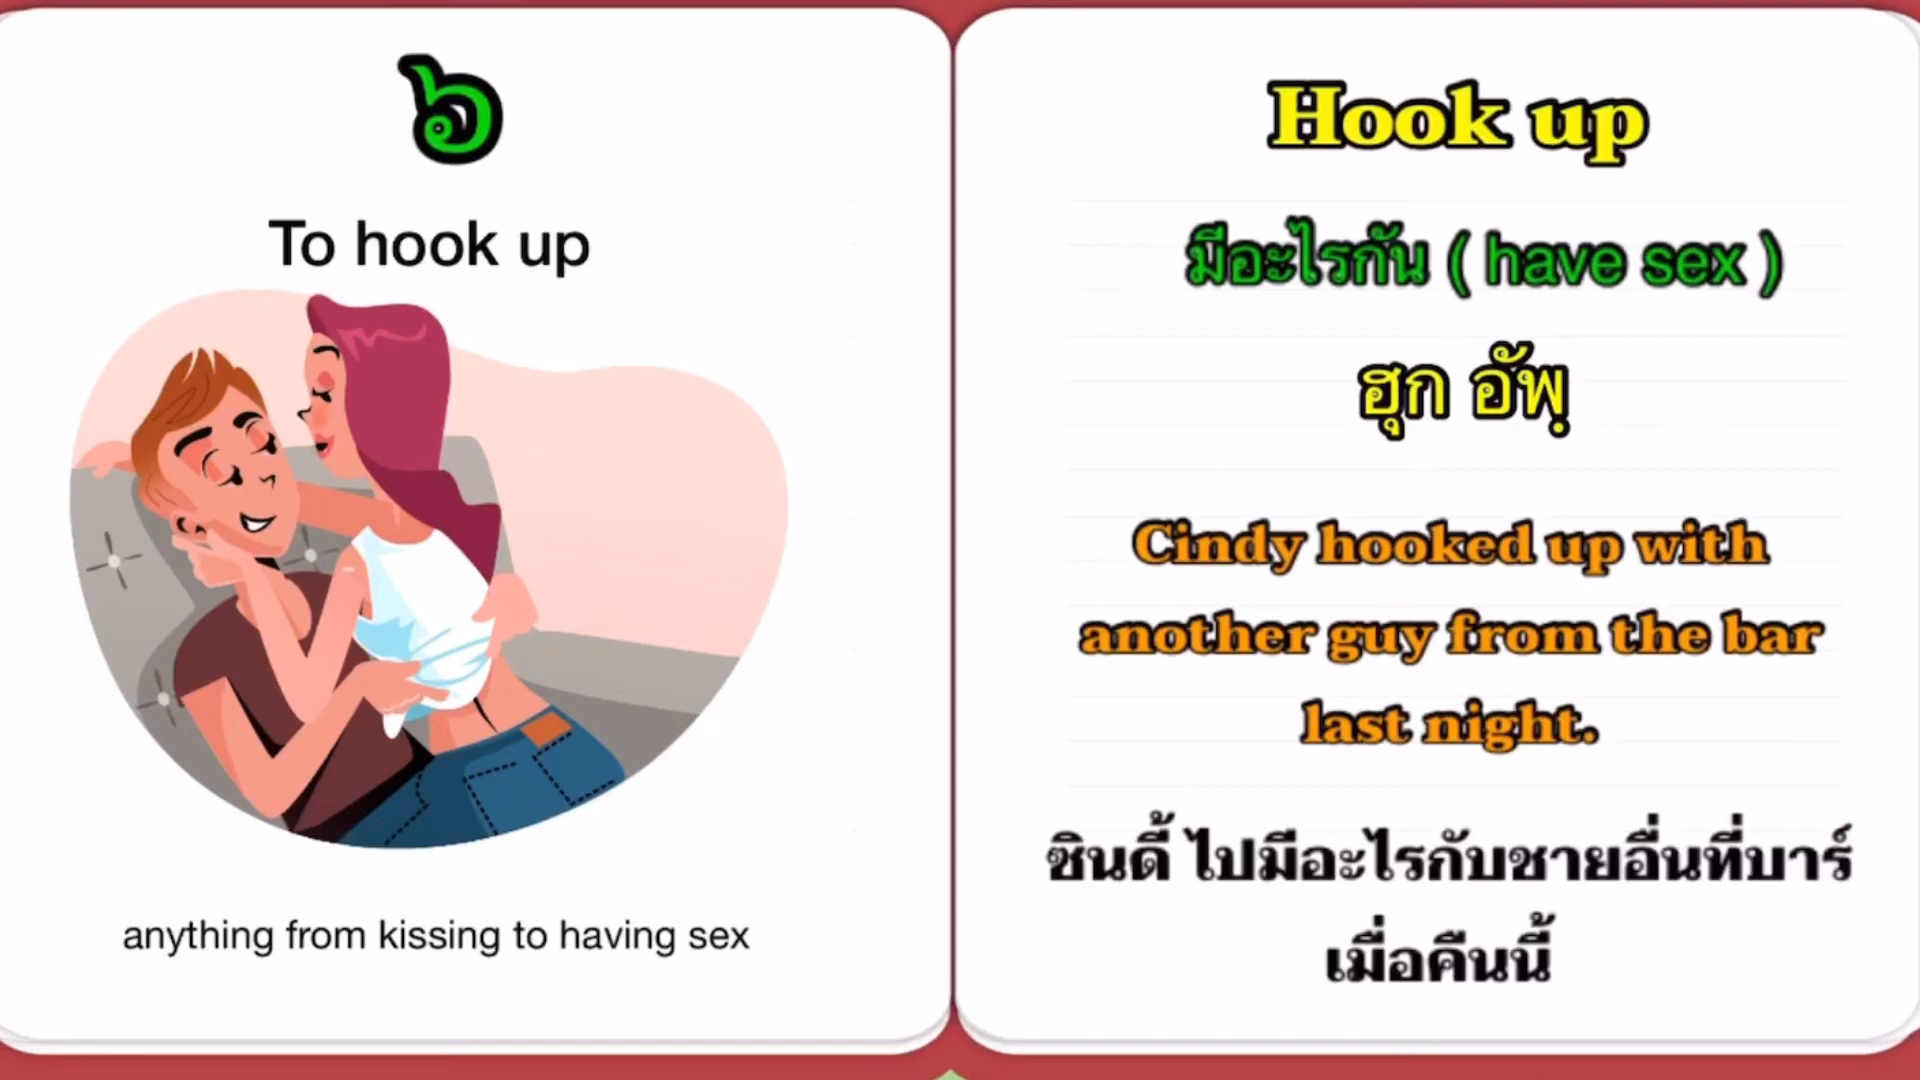 ๖
To hook up
anything from kissing to having sex
Hook up
มีอะไรกัน ( have sex )
ฮุก อัพฺ
Cindy hooked up with
another guy from the bar
last night.
ซินดี้ ไปมีอะไรกับชายอื่นที่บาร์
เมื่อคืนนี้